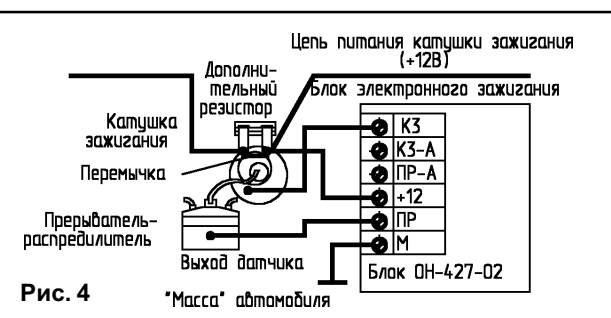 Цепь питания катушки зажигания
(+12В)
Дополни-
тельный
резистор
Блок электронного зажигания
Катушка
зажигания
Перемычка
Прерыватель-
распредилитель
Выход датчика
"Масса" автомобиля
КЗ
КЗ-А
ПР-А
+12
ПР
М
Блок ОН-427-02
Рис. 4